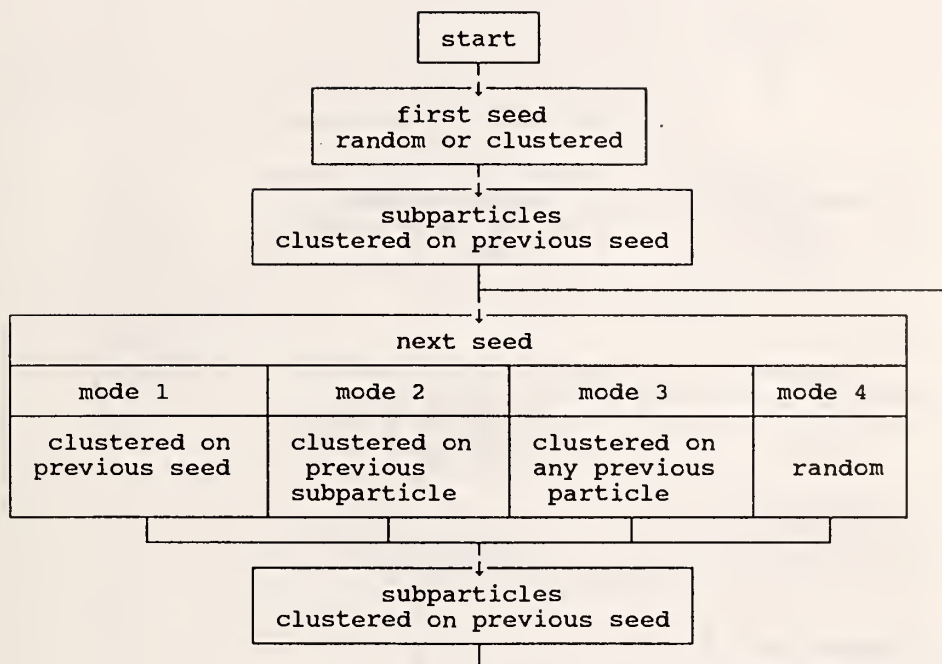 start
first seed
random or clustered
subparticles
clustered on previous seed
next seed
mode 1
mode 2
mode 3
mode 4
clustered on
previous seed
clustered on
previous
subparticle
clustered on
any previous
particle
random
subparticles
clustered on previous seed